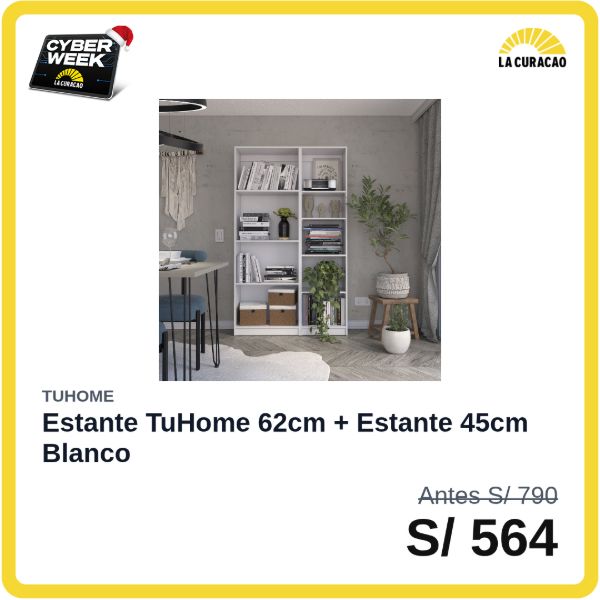 CYBER
WEEK
LA CURACAO
LA CURACAO
TUHOME
Estante TuHome 62cm + Estante 45cm
Blanco
Antes S/ 790
S/ 564